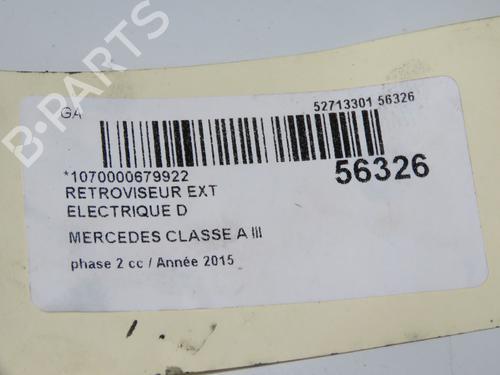 B-PARTS
GA
52713301 56326
*1070000679922
56326
RETROVISEUR EXT
ELECTRIQUE D
MERCEDES CLASSE A III
phase 2 cc / Année 2015